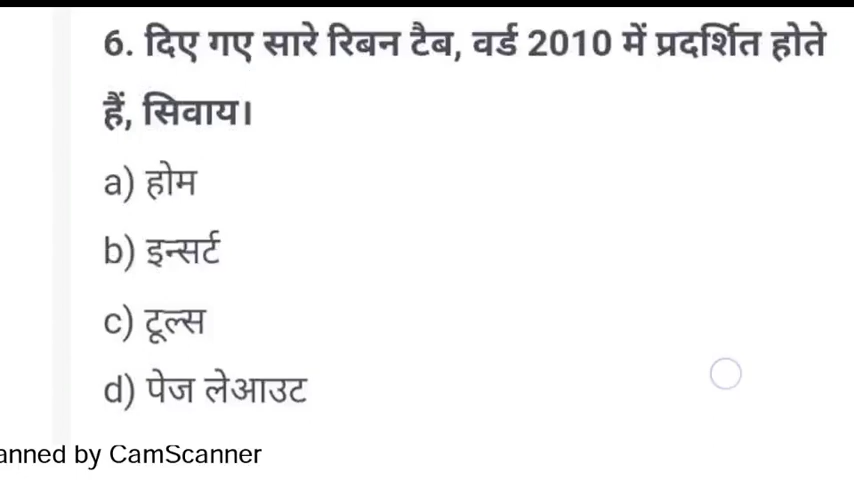 6. दिए गए सारे रिबन टैब, वर्ड 2010 में प्रदर्शित होते
हैं, सिवाय।
a) होम
b) इन्सर्ट
c) टूल्स
d) पेज लेआउट
anned by CamScanner